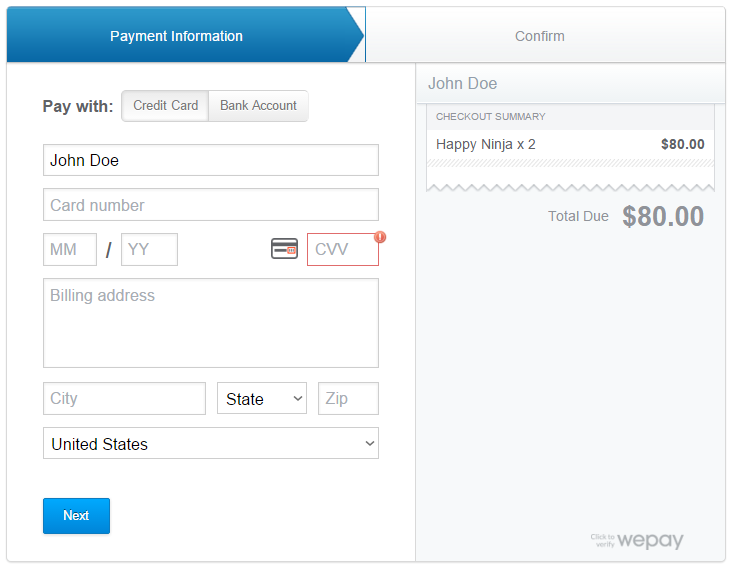 Payment Information
Confirm
Pay with: Credit Card Bank Account
John Doe
Card number
MM / YY CVV
Billing address
City State Zip
United States
Next
John Doe
CHECKOUT SUMMARY
Happy Ninja x 2 $80.00
Total Due $80.00
Click to
verify
wepay